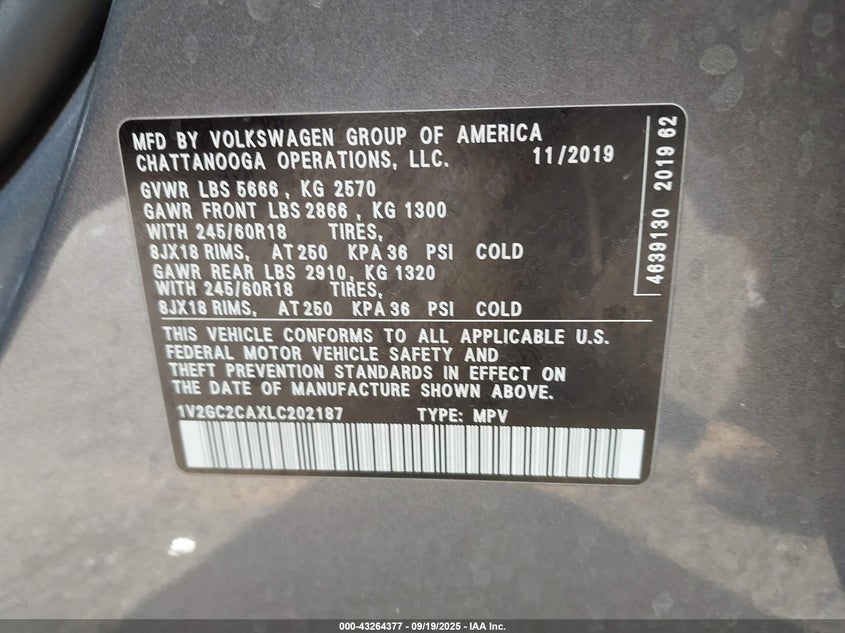 MFD BY VOLKSWAGEN GROUP OF AMERICA
CHATTANOOGA OPERATIONS, LLC. 11/2019
GVWR LBS 5666, KG 2570
GAWR FRONT LBS 2866, KG 1300
WITH 245/60R18 TIRES,
8JX18 RIMS, AT 250 KPA 36 PSI COLD
GAWR REAR LBS 2910, KG 1320
WITH 245/60R18 TIRES,
8JX18 RIMS, AT 250 KPA 36 PSI COLD
THIS VEHICLE CONFORMS TO ALL APPLICABLE U.S.
FEDERAL MOTOR VEHICLE SAFETY AND
THEFT PREVENTION STANDARDS IN EFFECT ON
THE DATE OF MANUFACTURE SHOWN ABOVE.
1V2GC2CAXLC202187 TYPE: MPV
4639130 2019 62
000-43264377 - 09/19/2025 - IAA Inc.